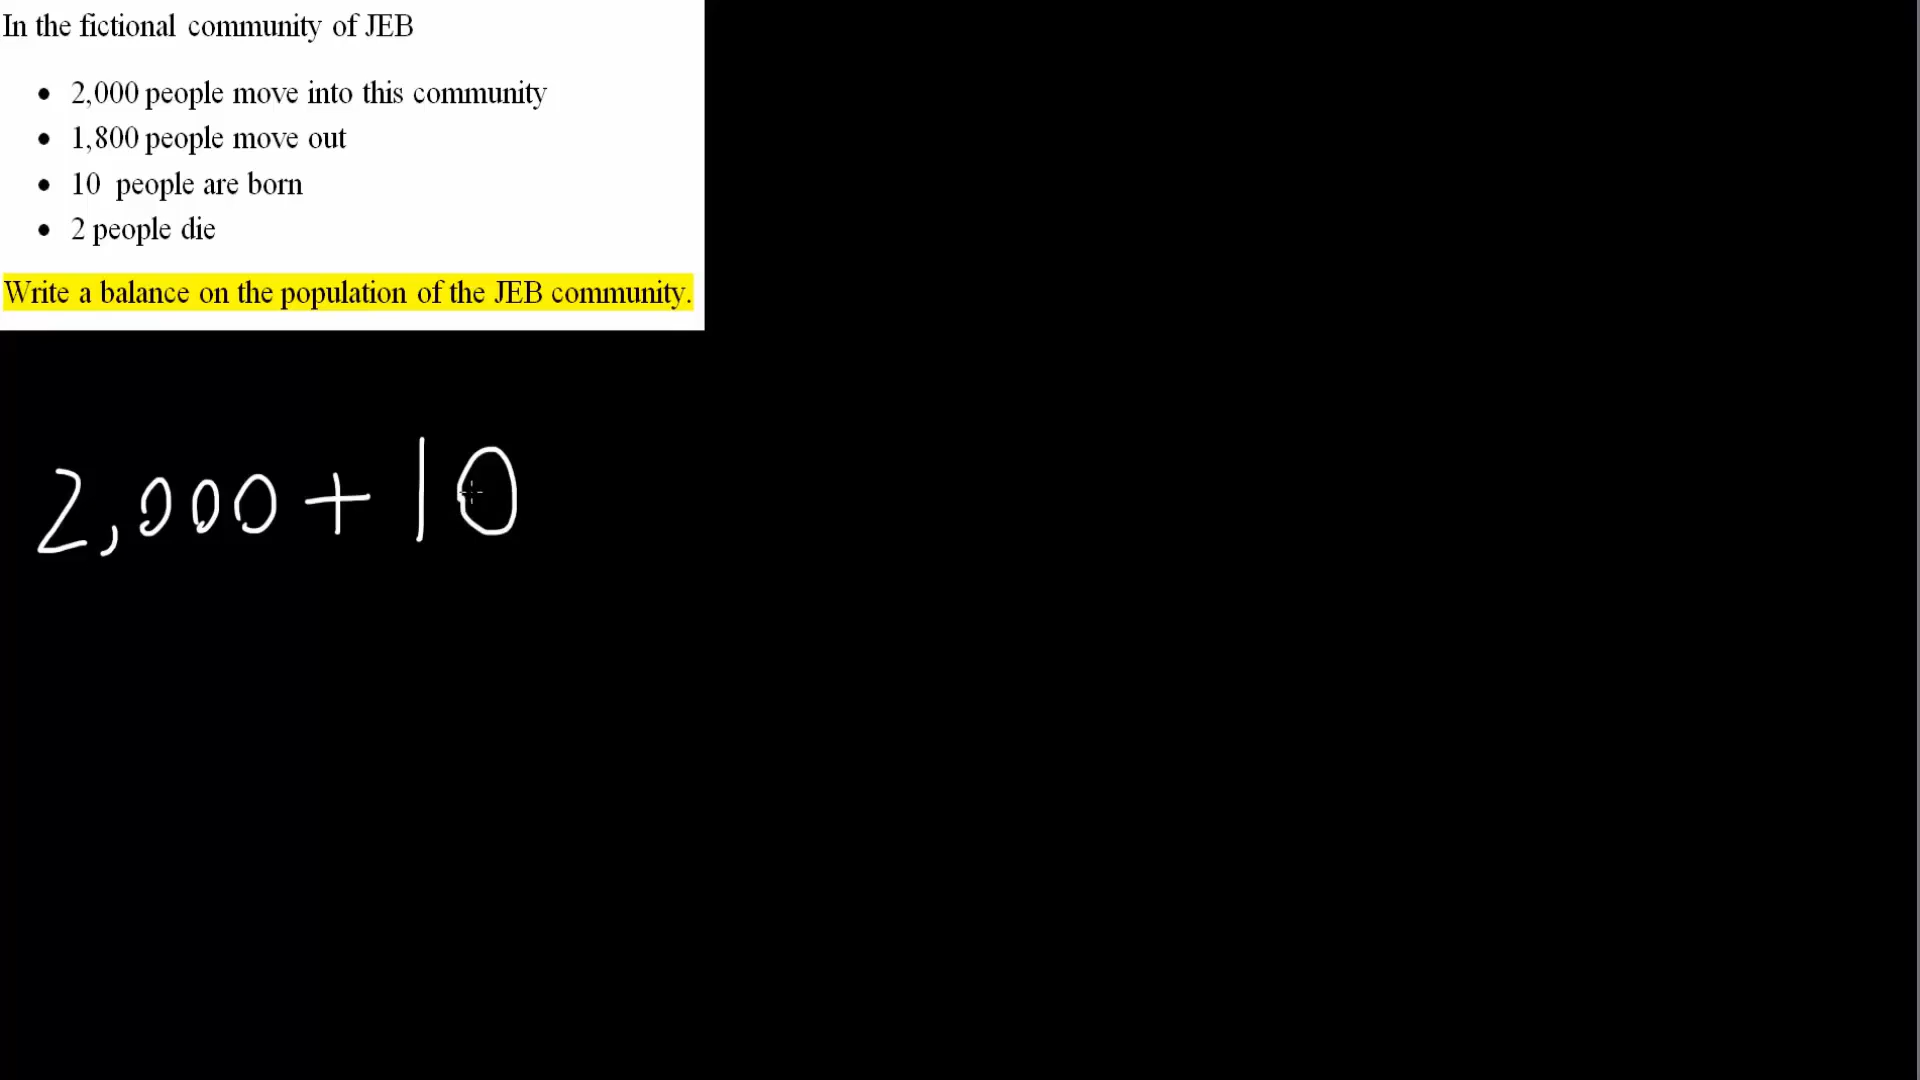 In the fictional community of JEB
• 2,000 people move into this community
• 1,800 people move out
• 10 people are born
• 2 people die
Write a balance on the population of the JEB community.
2,000 + 10